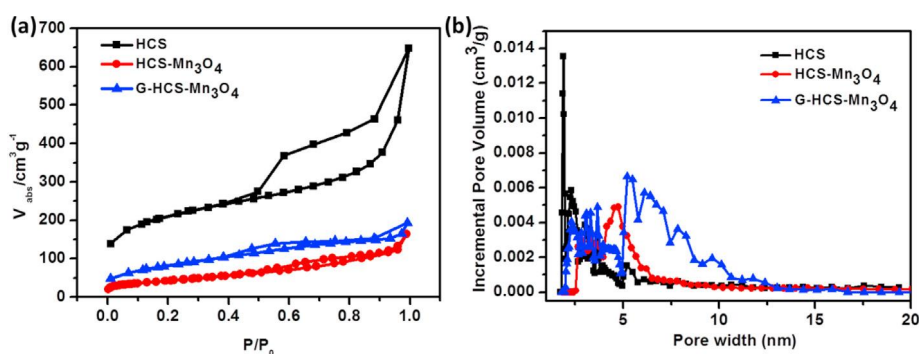 (a)
700
600
500
400
300
200
100
0
V abs/cm³g⁻¹
HCS
HCS-Mn₃O₄
G-HCS-Mn₃O₄
0.0 0.2 0.4 0.6 0.8 1.0
P/P₀
(b)
0.014
0.012
0.010
0.008
0.006
0.004
0.002
0.000
Incremental Pore Volume (cm³/g)
HCS
HCS-Mn₃O₄
G-HCS-Mn₃O₄
5 10 15 20
Pore width (nm)